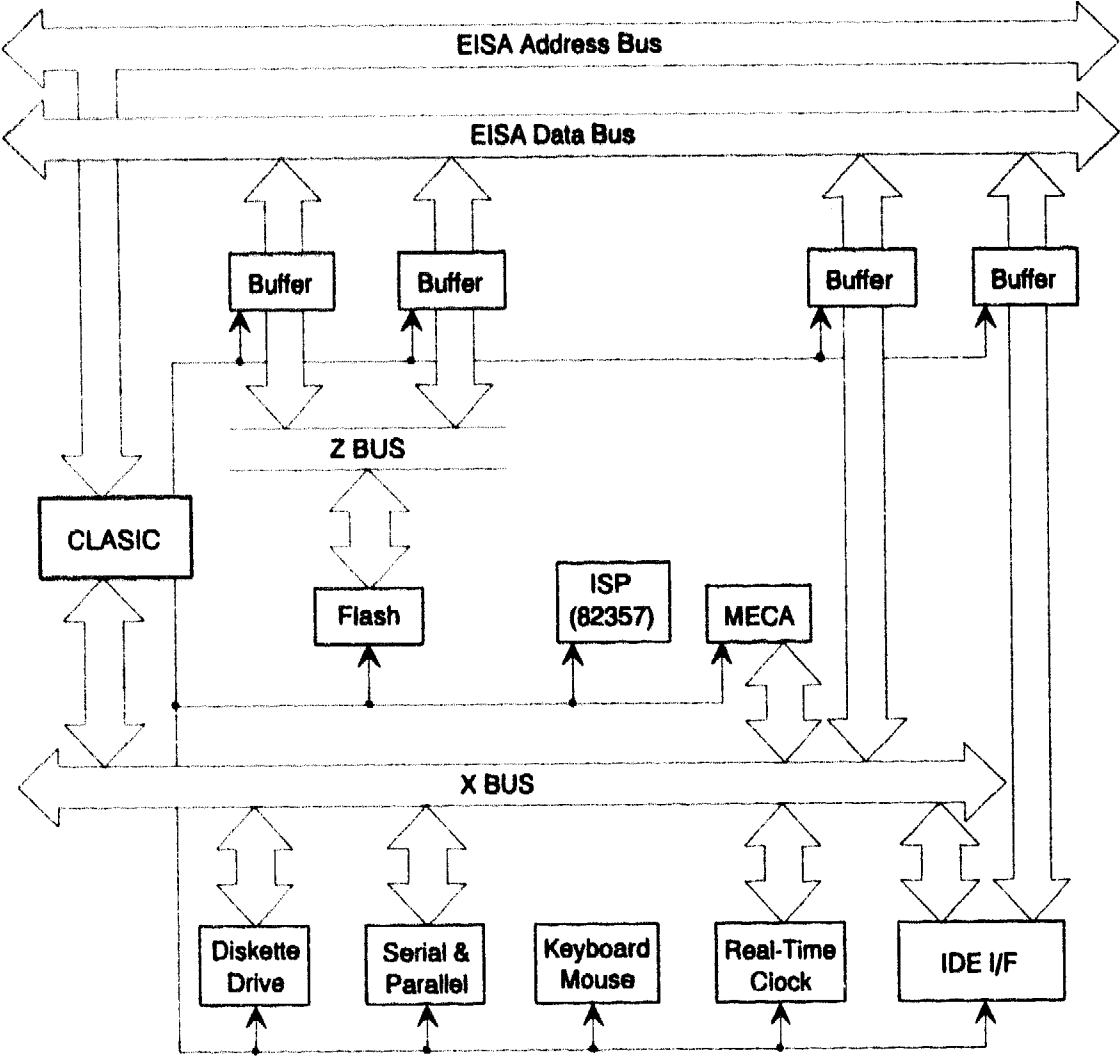 EISA Address Bus
EISA Data Bus
Buffer
Buffer
Buffer
Buffer
Z BUS
CLASIC
Flash
ISP
(82357)
MECA
X BUS
Diskette
Drive
Serial &
Parallel
Keyboard
Mouse
Real-Time
Clock
IDE I/F